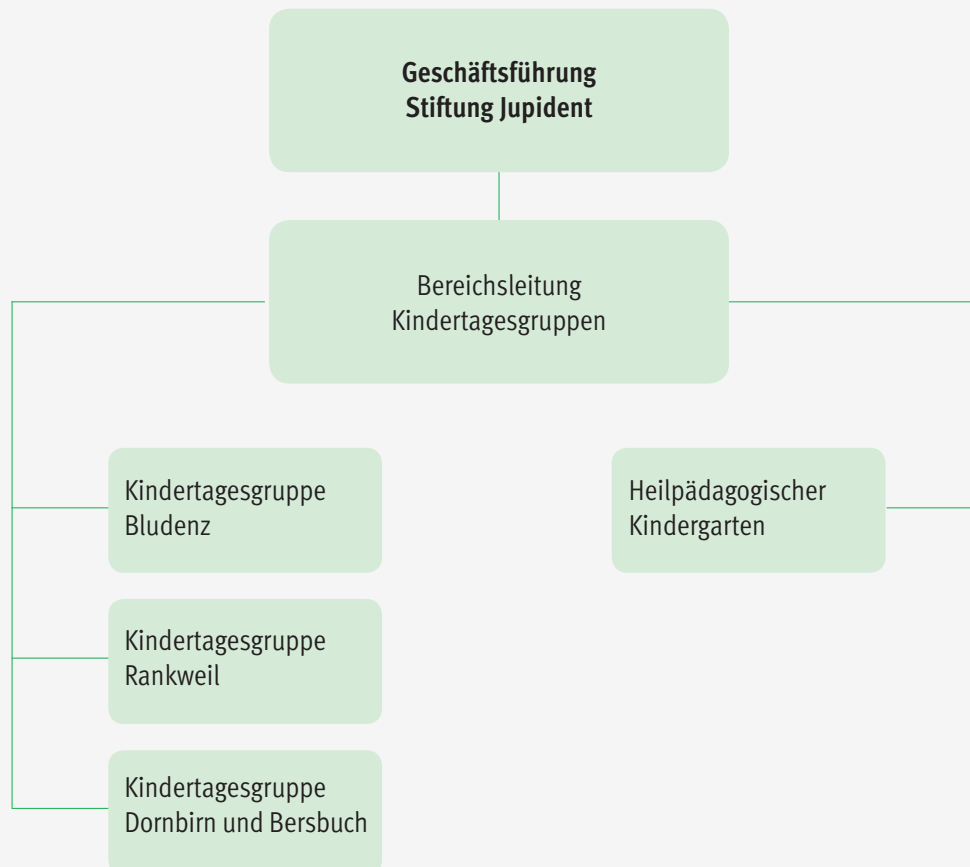 Geschäftsführung
Stiftung Jupident
Bereichsleitung
Kindertagesgruppen
Kindertagesgruppe
Bludenz
Heilpädagogischer
Kindergarten
Kindertagesgruppe
Rankweil
Kindertagesgruppe
Dornbirn und Bersbuch